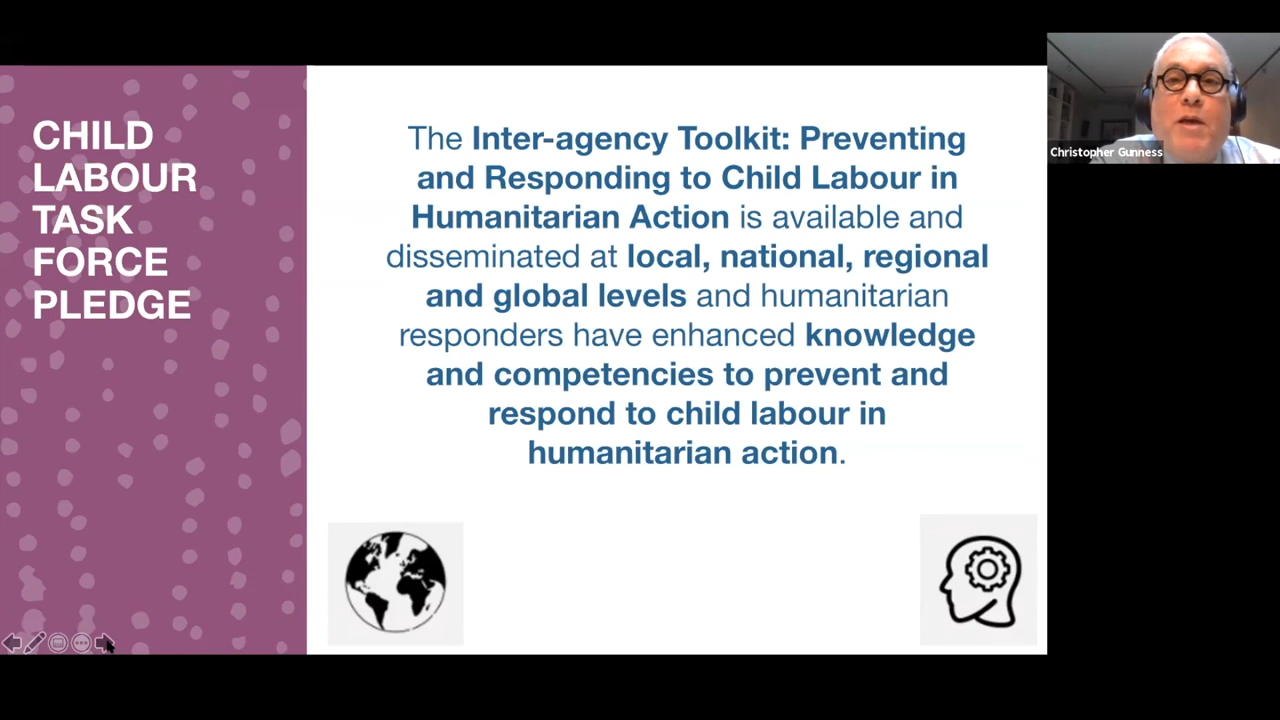 CHILD
LABOUR
TASK
FORCE
PLEDGE
The Inter-agency Toolkit: Preventing
and Responding to Child Labour in
Humanitarian Action is available and
disseminated at local, national, regional
and global levels and humanitarian
responders have enhanced knowledge
and competencies to prevent and
respond to child labour in
humanitarian action.
Christopher Gunness